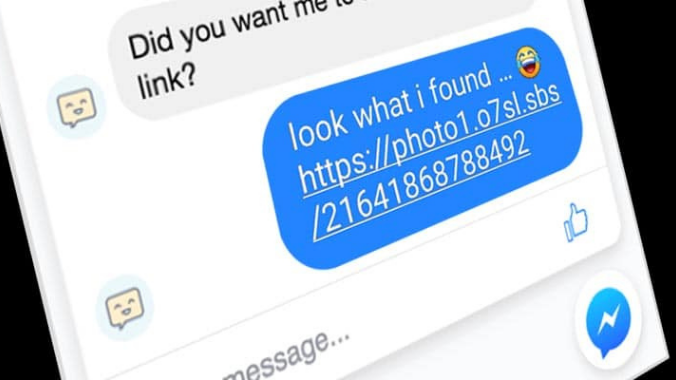 Did you want me to
link?
look what i found ... 😂
https://photo1.o7sl.sbs
/21641868788492
message...